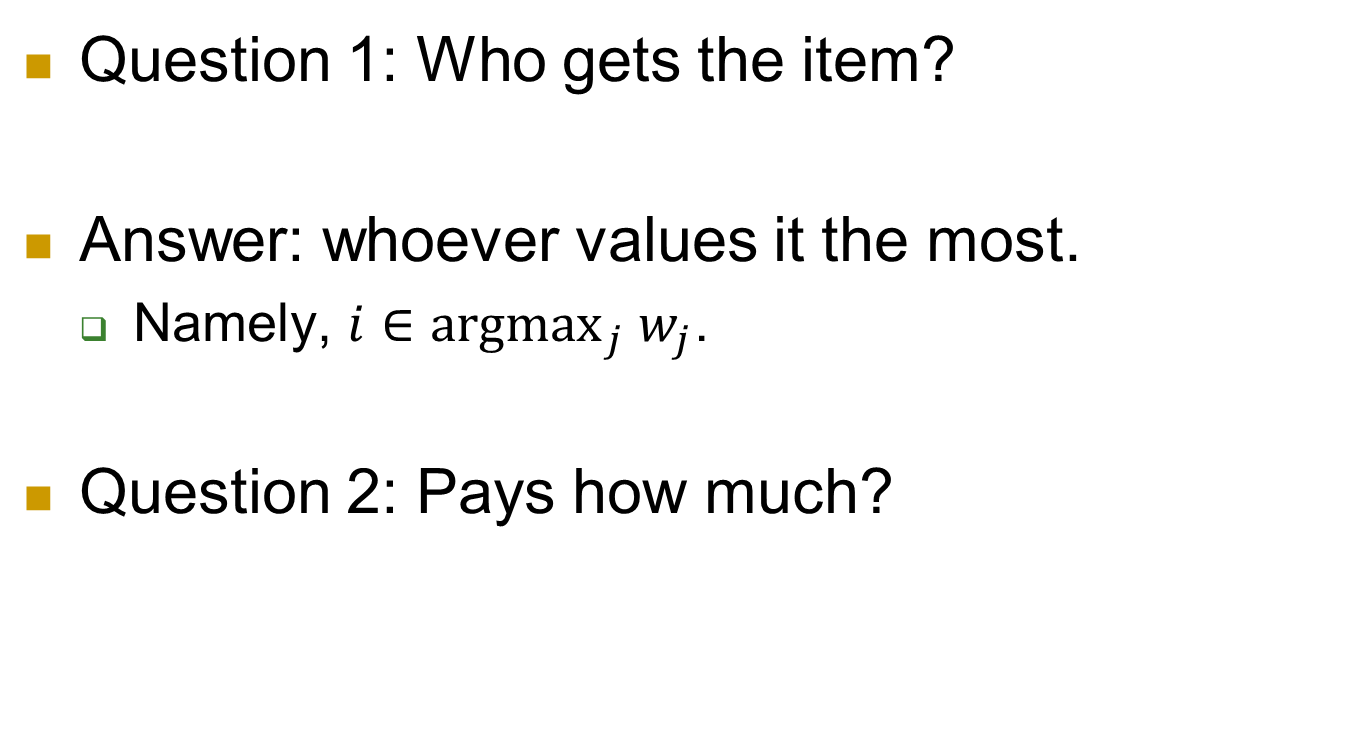 Question 1: Who gets the item?
Answer: whoever values it the most.
Namely, 𝑖 ∈ argmax_𝑗 𝑤_𝑗.
Question 2: Pays how much?